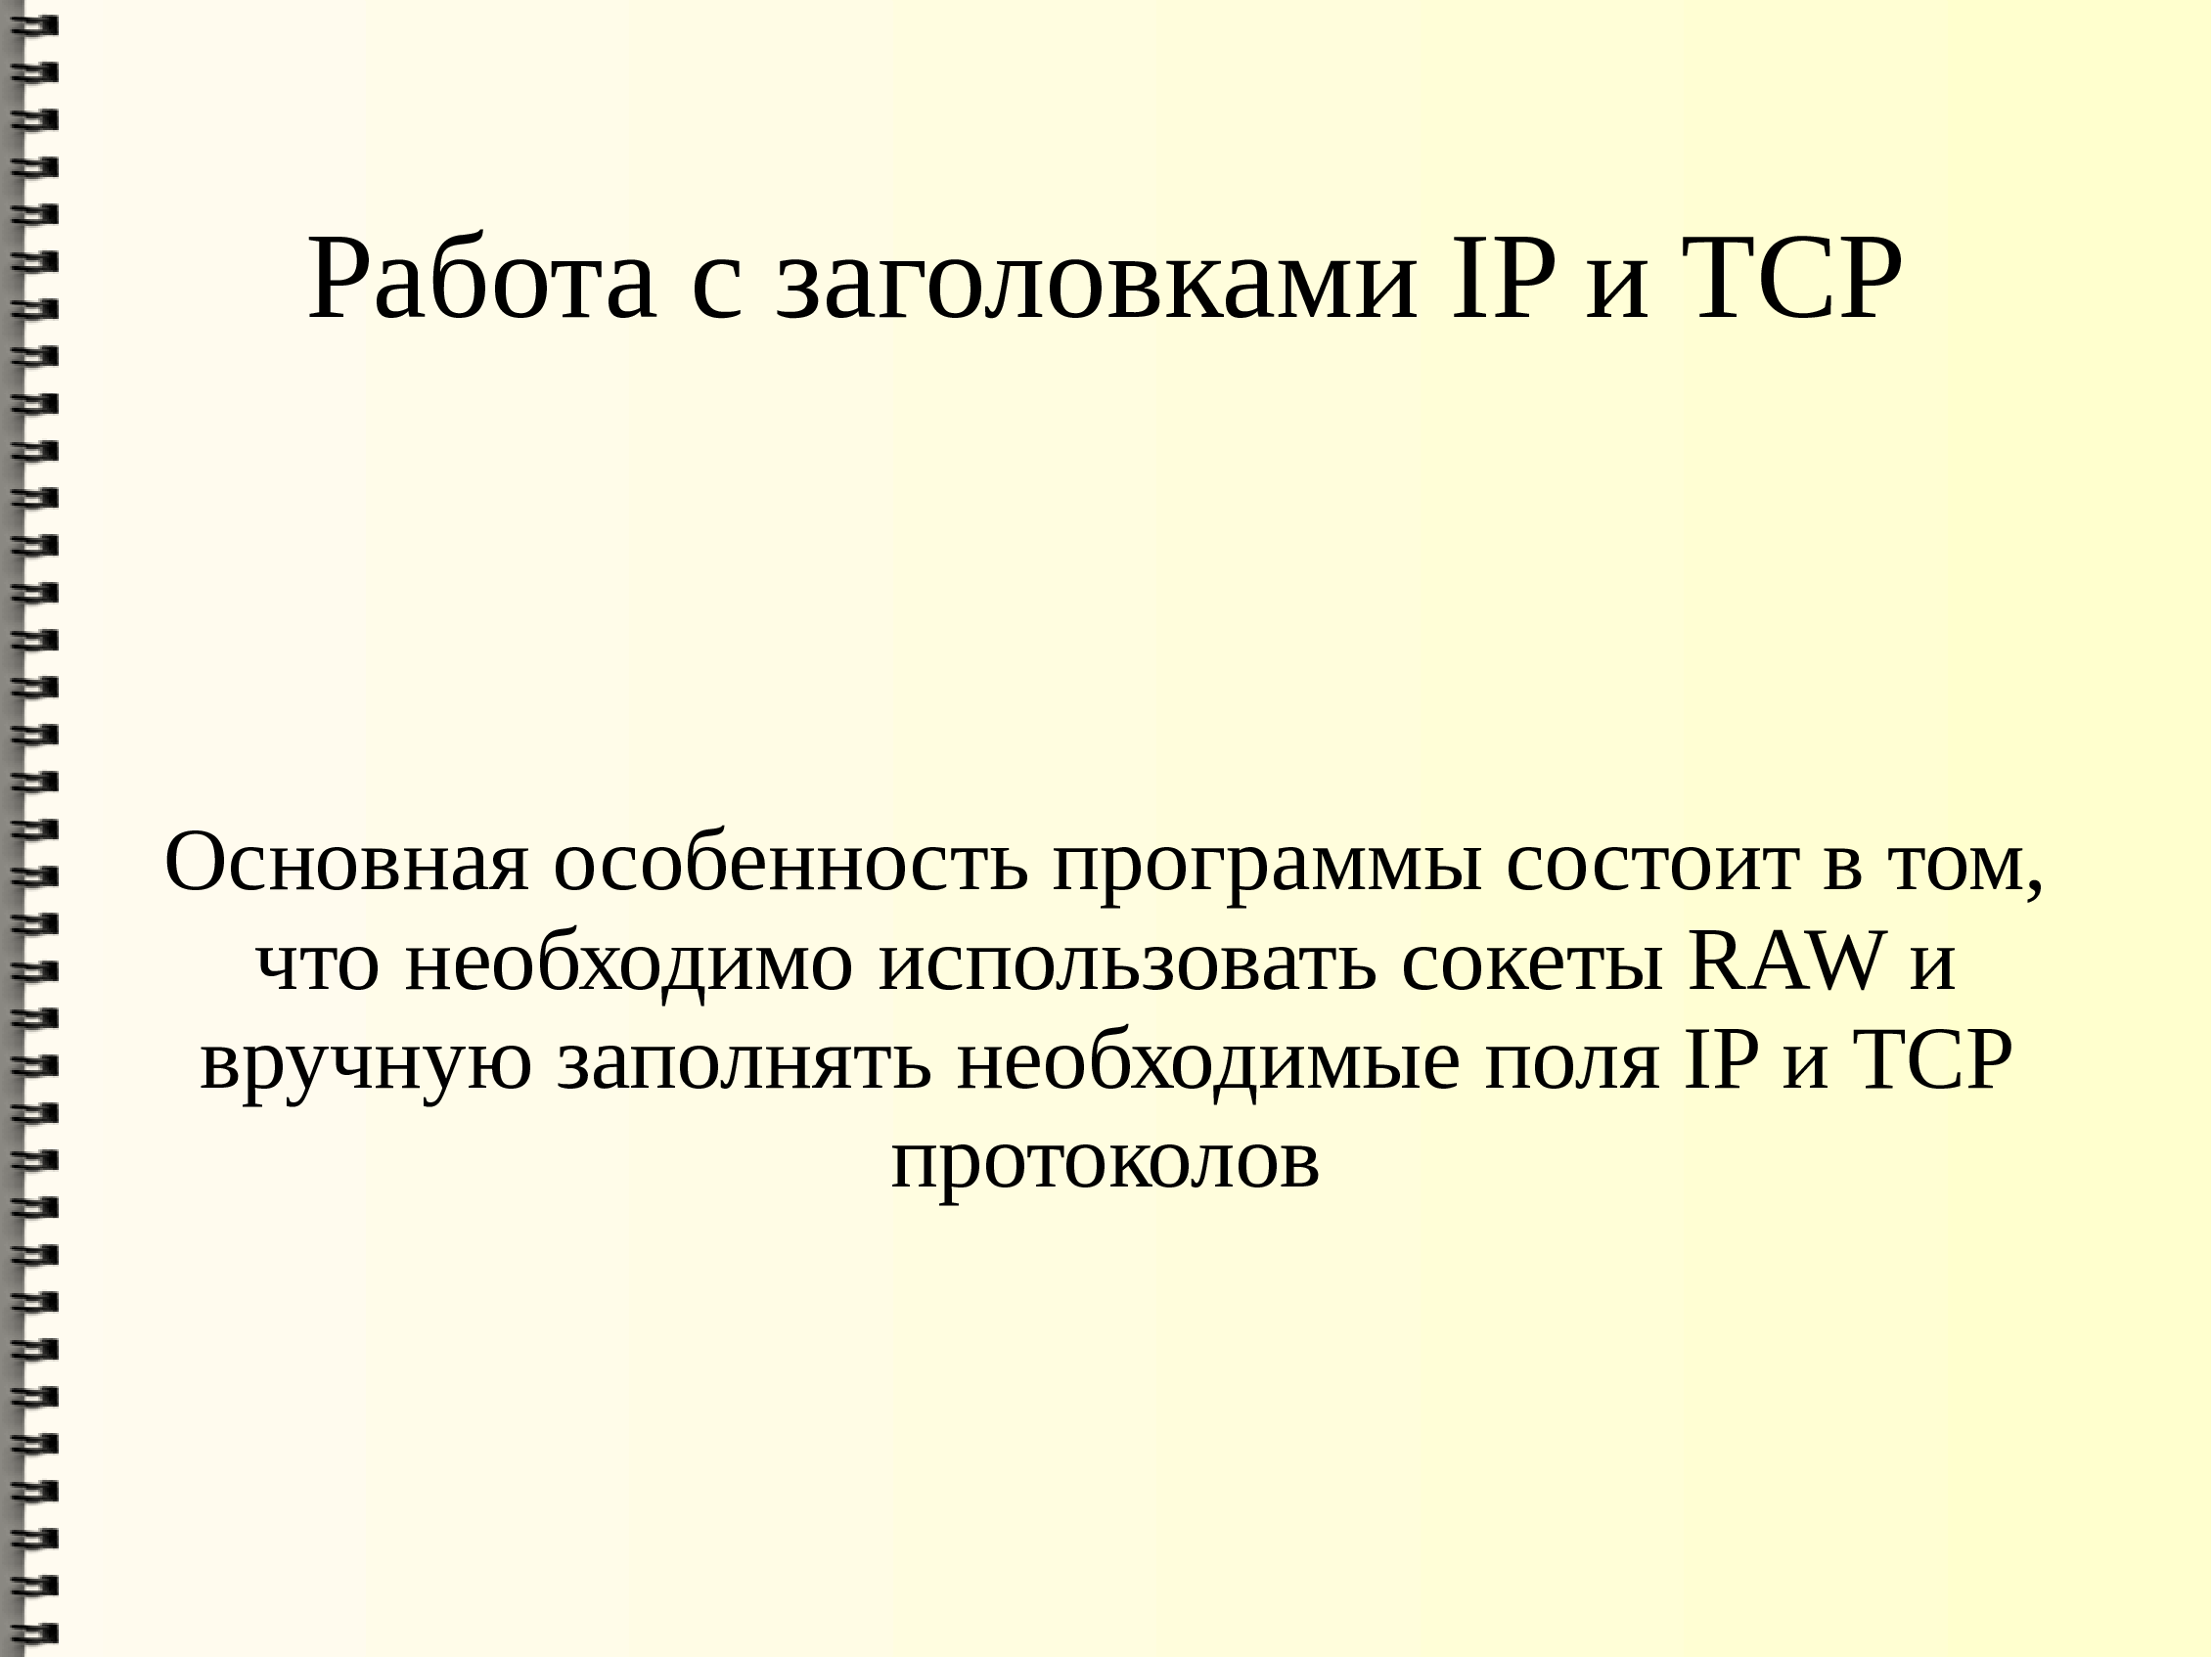 Работа с заголовками IP и TCP
Основная особенность программы состоит в том,
что необходимо использовать сокеты RAW и
вручную заполнять необходимые поля IP и TCP
протоколов